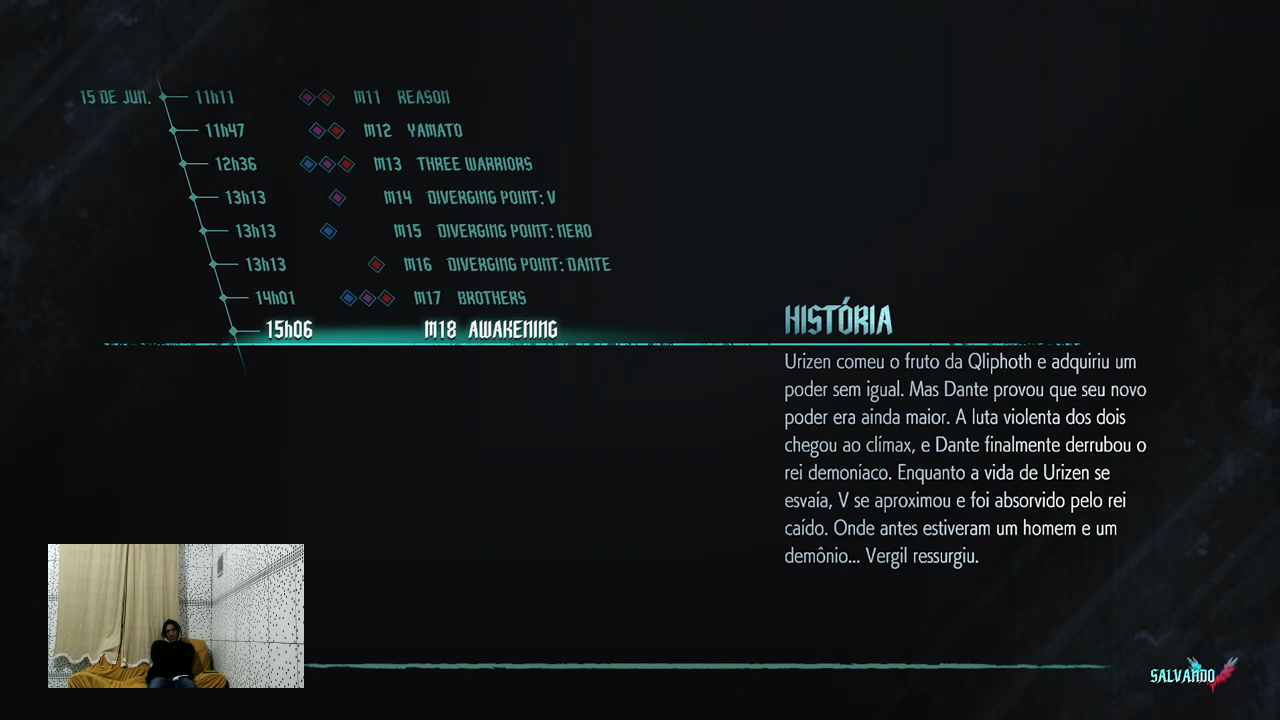 15 DE JUN. 11h11 M11 REASON
11h47 M12 YAMATO
12h36 M13 THREE WARRIORS
13h13 M14 DIVERGING POINT: V
13h13 M15 DIVERGING POINT: NERO
13h13 M16 DIVERGING POINT: DANTE
14h01 M17 BROTHERS
15h06 M18 AWAKENING
HISTÓRIA
Urizen comeu o fruto da Qliphoth e adquiriu um
poder sem igual. Mas Dante provou que seu novo
poder era ainda maior. A luta violenta dos dois
chegou ao clímax, e Dante finalmente derrubou o
rei demoníaco. Enquanto a vida de Urizen se
esvaía, V se aproximou e foi absorvido pelo rei
caído. Onde antes estiveram um homem e um
demônio... Vergil ressurgiu.
SALVANDO